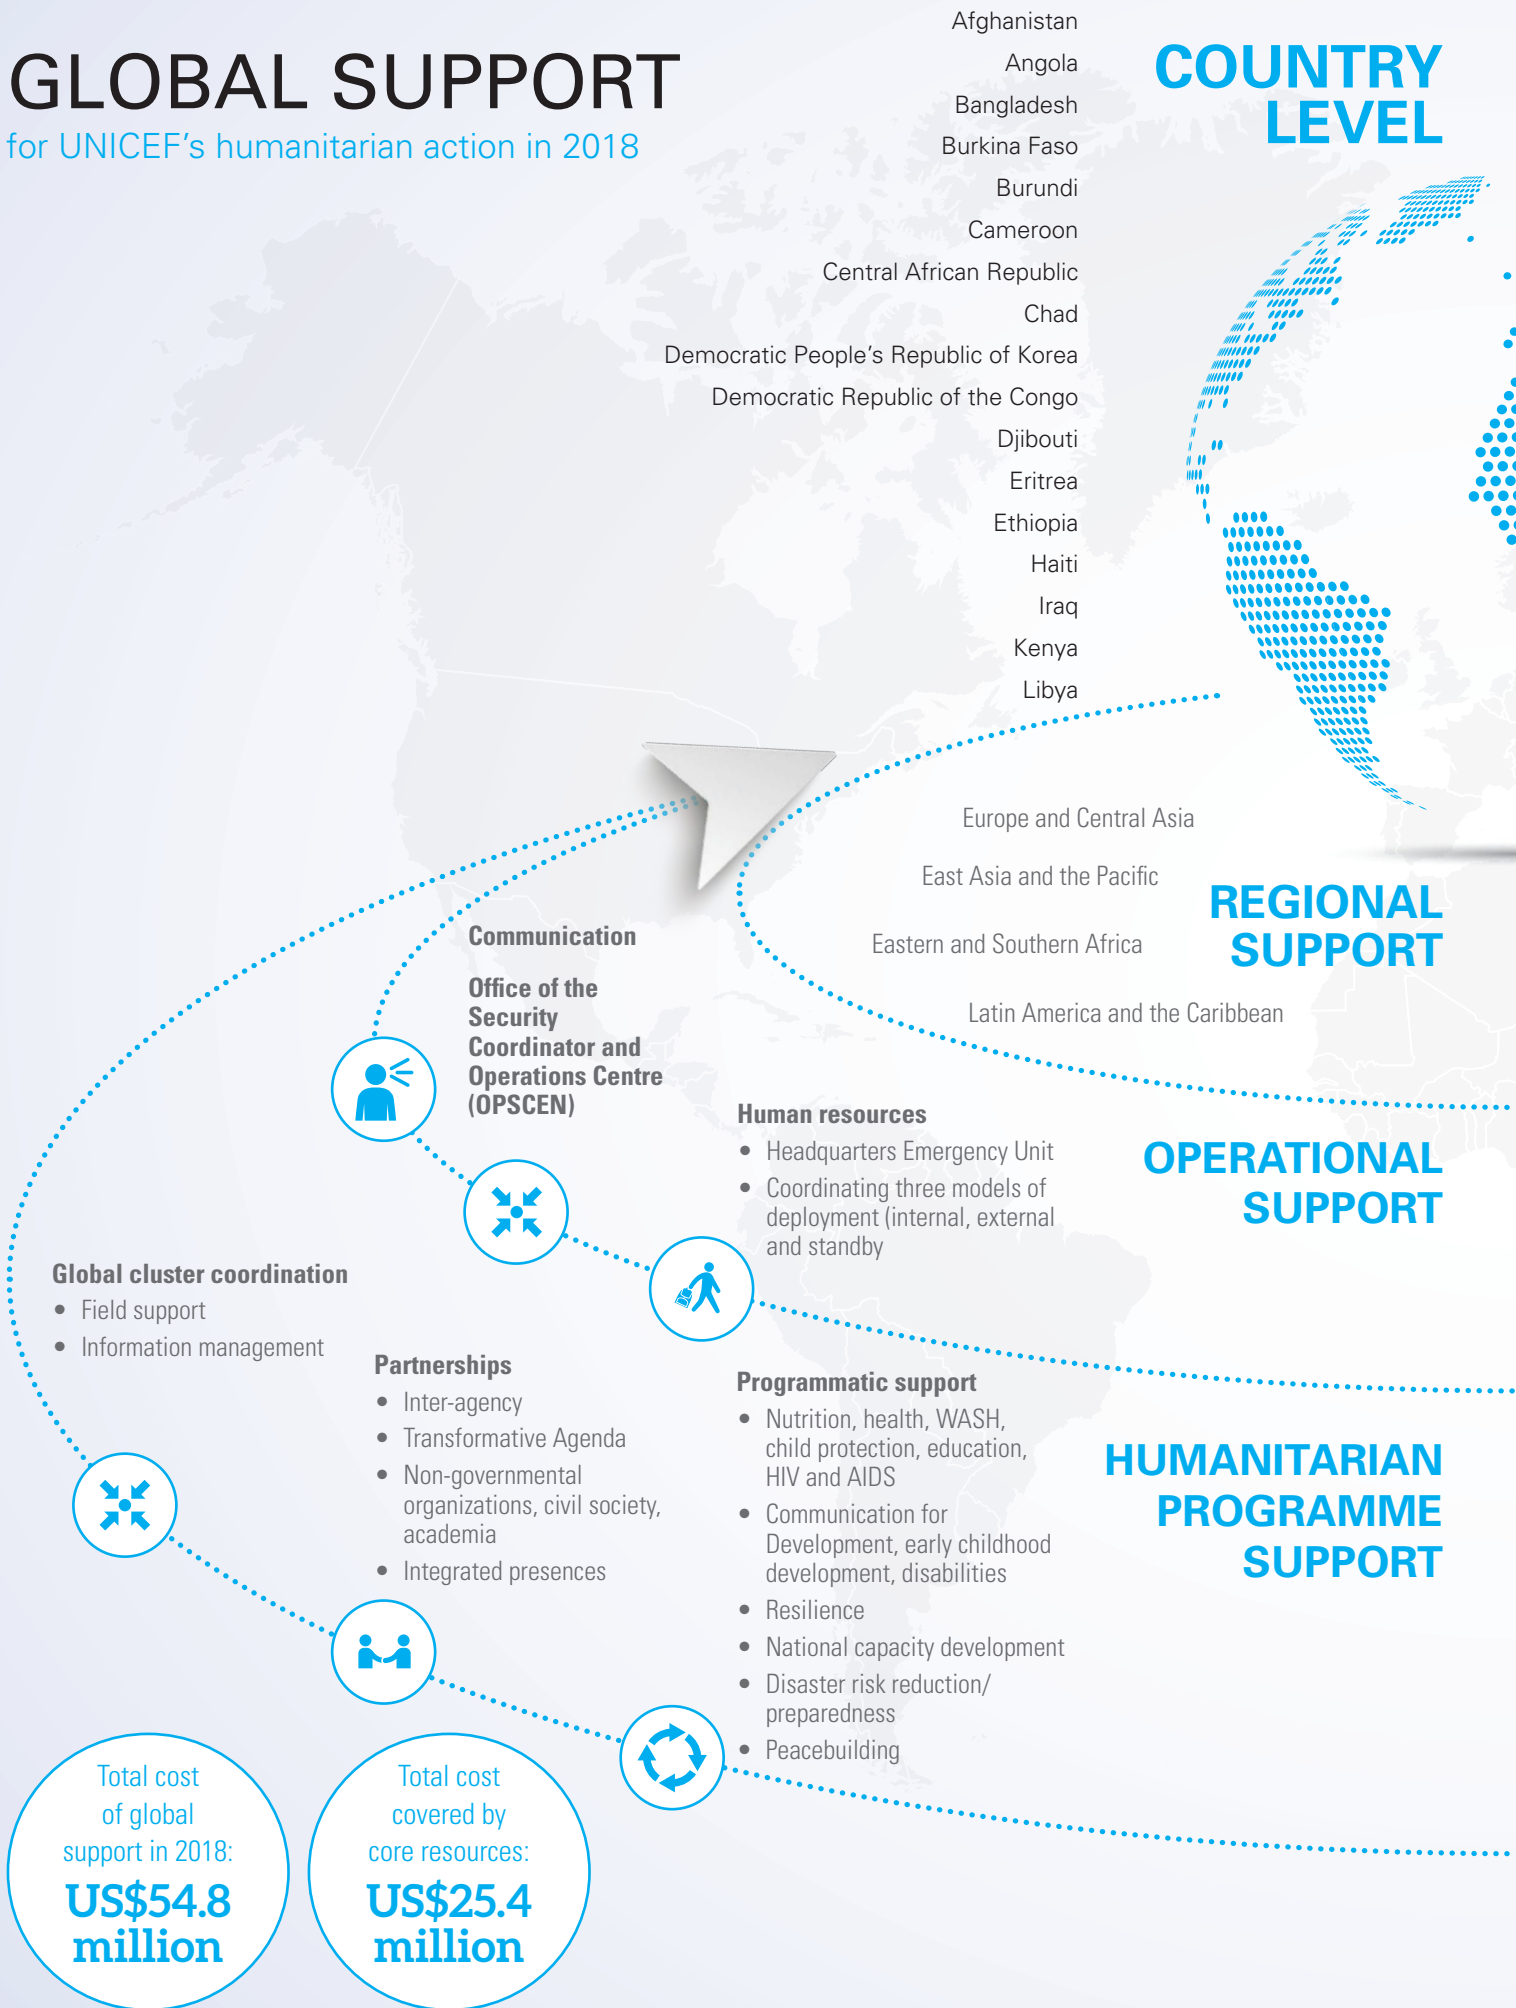 GLOBAL SUPPORT
for UNICEF's humanitarian action in 2018
Afghanistan
Angola
Bangladesh
Burkina Faso
Burundi
Cameroon
Central African Republic
Chad
Democratic People's Republic of Korea
Democratic Republic of the Congo
Djibouti
Eritrea
Ethiopia
Haiti
Iraq
Kenya
Libya
COUNTRY
LEVEL
Europe and Central Asia
East Asia and the Pacific
Eastern and Southern Africa
Latin America and the Caribbean
REGIONAL
SUPPORT
Communication
Office of the
Security
Coordinator and
Operations Centre
(OPSCEN)
Human resources
• Headquarters Emergency Unit
• Coordinating three models of
deployment (internal, external
and standby
OPERATIONAL
SUPPORT
Global cluster coordination
• Field support
• Information management
Partnerships
• Inter-agency
• Transformative Agenda
• Non-governmental
organizations, civil society,
academia
• Integrated presences
Programmatic support
• Nutrition, health, WASH,
child protection, education,
HIV and AIDS
• Communication for
Development, early childhood
development, disabilities
• Resilience
• National capacity development
• Disaster risk reduction/
preparedness
• Peacebuilding
HUMANITARIAN
PROGRAMME
SUPPORT
Total cost
of global
support in 2018:
US$54.8
million
Total cost
covered by
core resources:
US$25.4
million